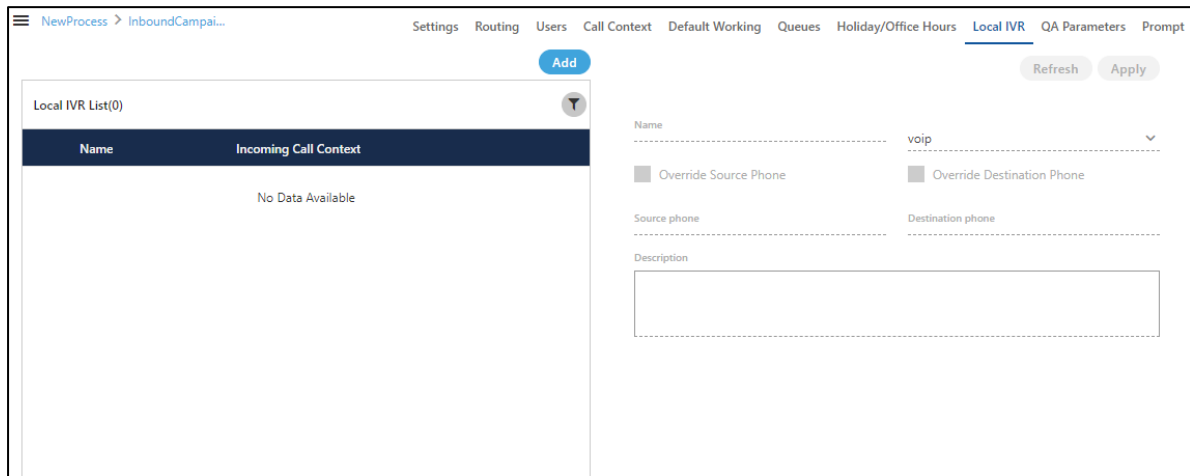 NewProcess > InboundCampai...
Settings Routing Users Call Context Default Working Queues Holiday/Office Hours Local IVR QA Parameters Prompt
Add
Refresh Apply
Local IVR List(0)
Name Incoming Call Context
No Data Available
Name
voip
Override Source Phone Override Destination Phone
Source phone Destination phone
Description